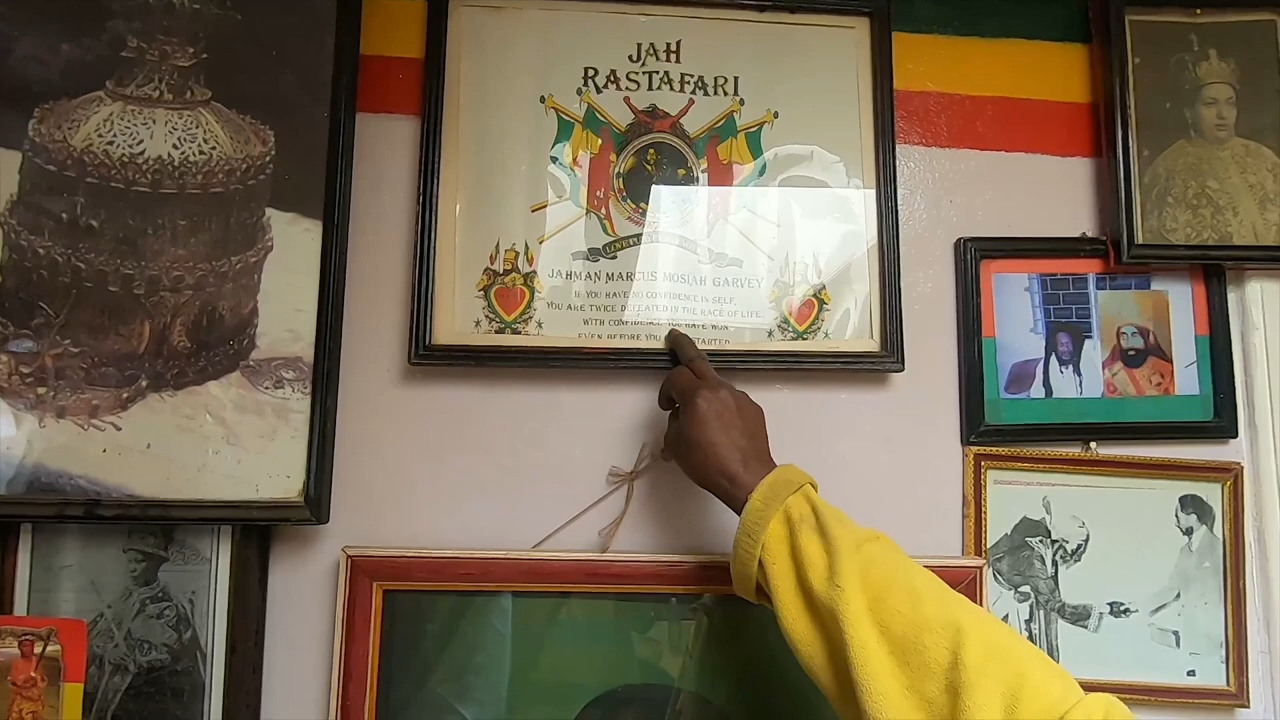 JAH
RASTAFARI
LOVE
JAHMAN MARCUS MOSIAH GARVEY
IF YOU HAVE NO CONFIDENCE IN SELF,
YOU ARE TWICE DEFEATED IN THE RACE OF LIFE.
WITH CONFIDENCE YOU HAVE WON
EVEN BEFORE YOU STARTED